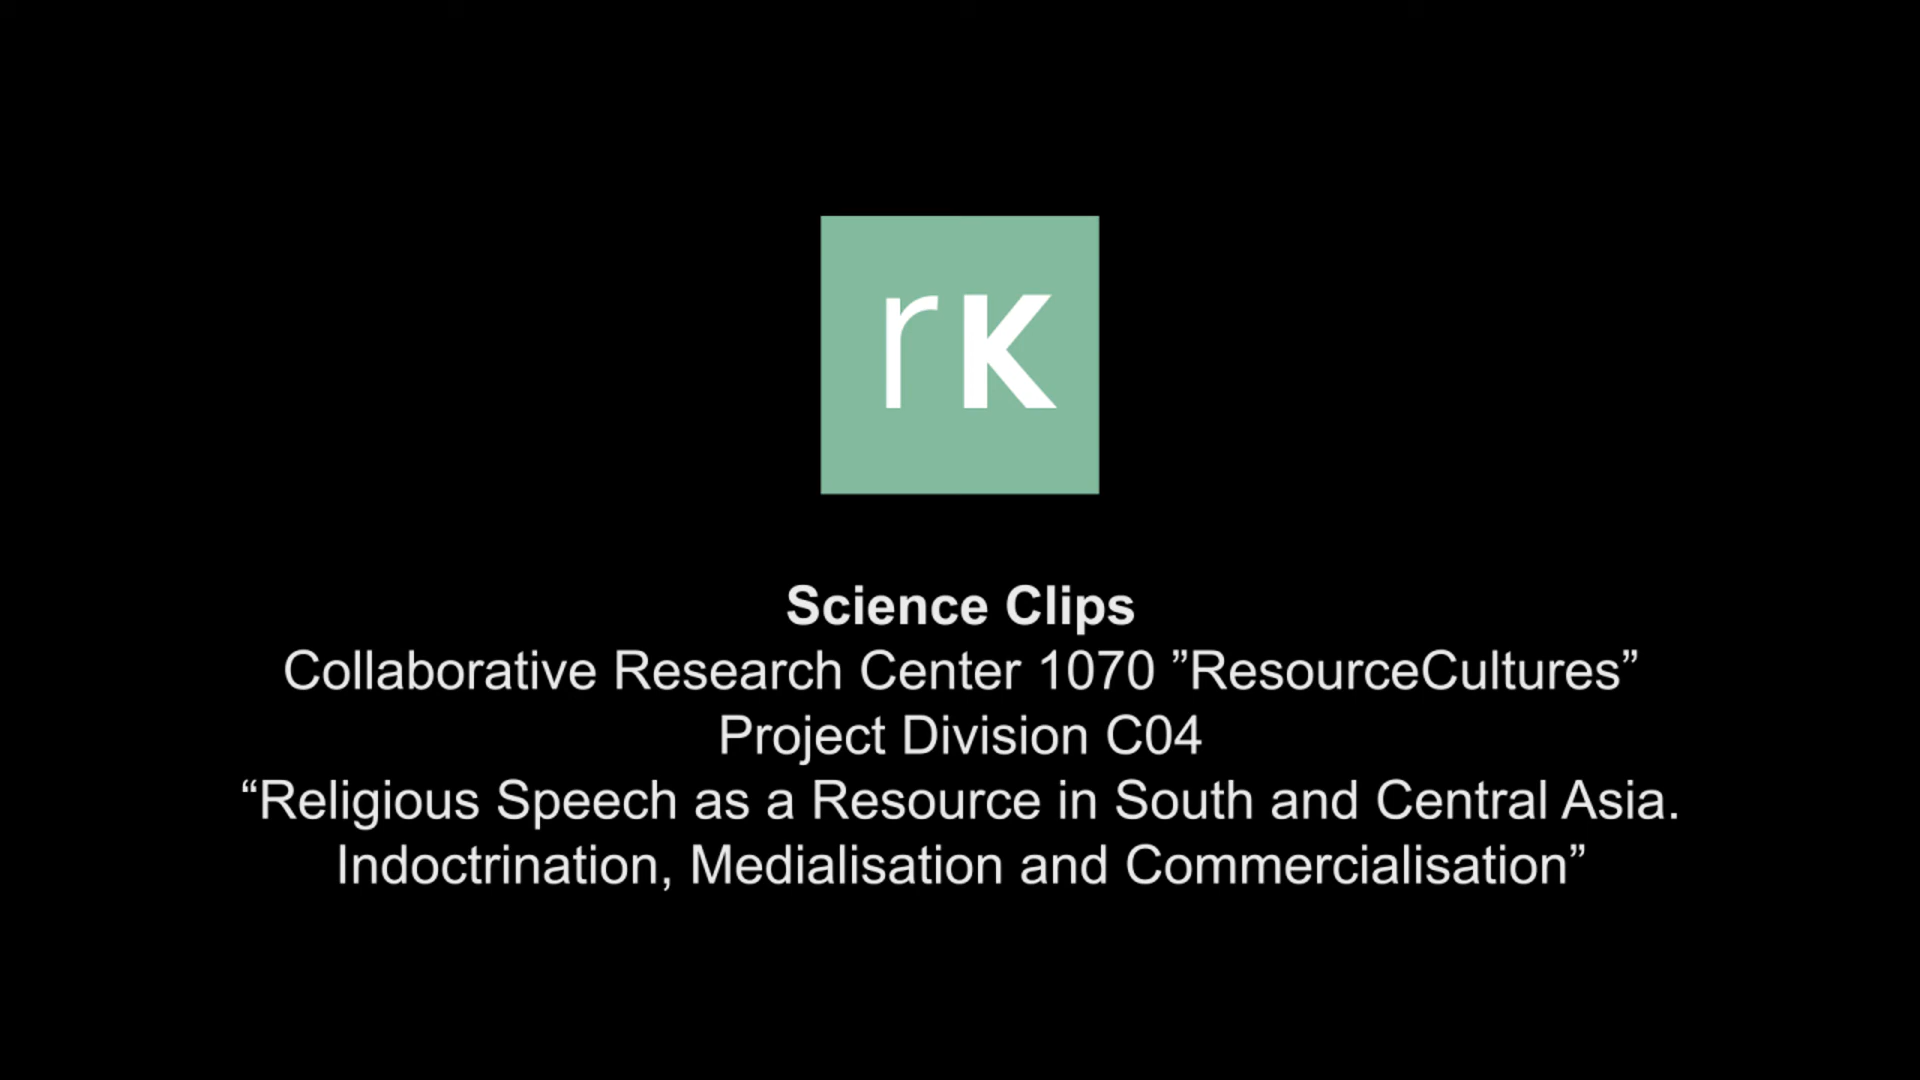 rK
Science Clips
Collaborative Research Center 1070 ”ResourceCultures”
Project Division C04
“Religious Speech as a Resource in South and Central Asia.
Indoctrination, Medialisation and Commercialisation”